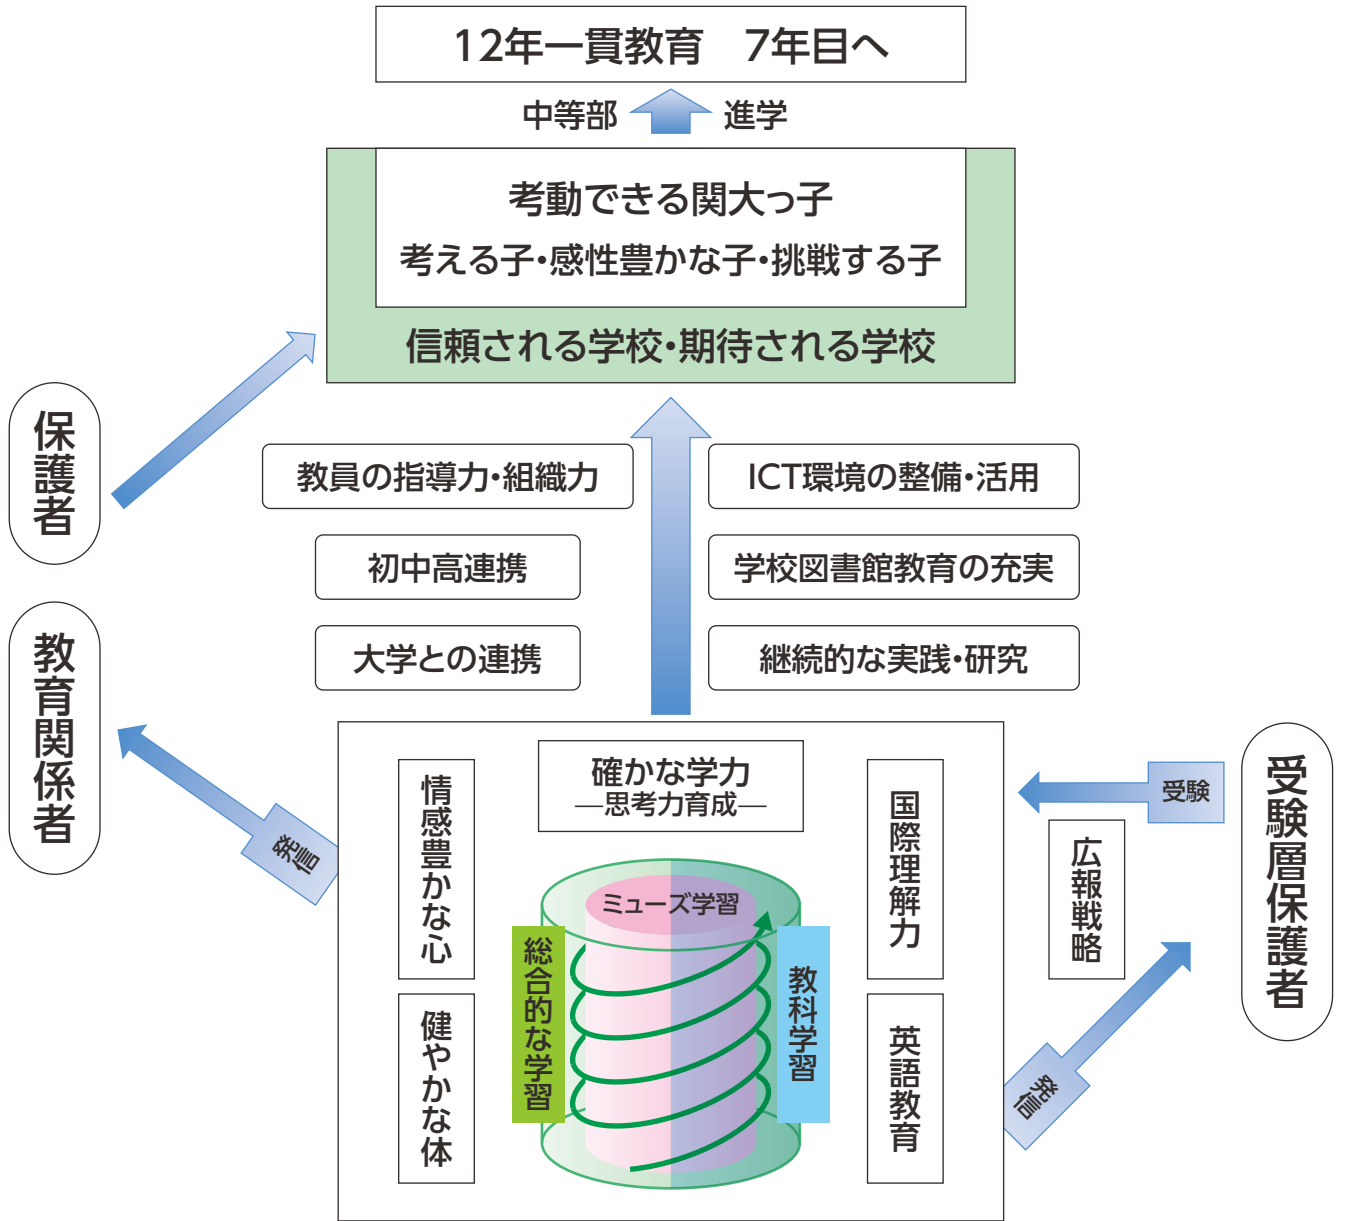 12年一貫教育　7年目へ
中等部 進学
考動できる関大っ子
考える子・感性豊かな子・挑戦する子
信頼される学校・期待される学校
保護者
教員の指導力・組織力
ICT環境の整備・活用
初中高連携
学校図書館教育の充実
大学との連携
継続的な実践・研究
教育関係者
発信
確かな学力
―思考力育成―
情感豊かな心
健やかな体
ミューズ学習
総合的な学習
教科学習
国際理解力
英語教育
受験
広報戦略
発信
受験層保護者